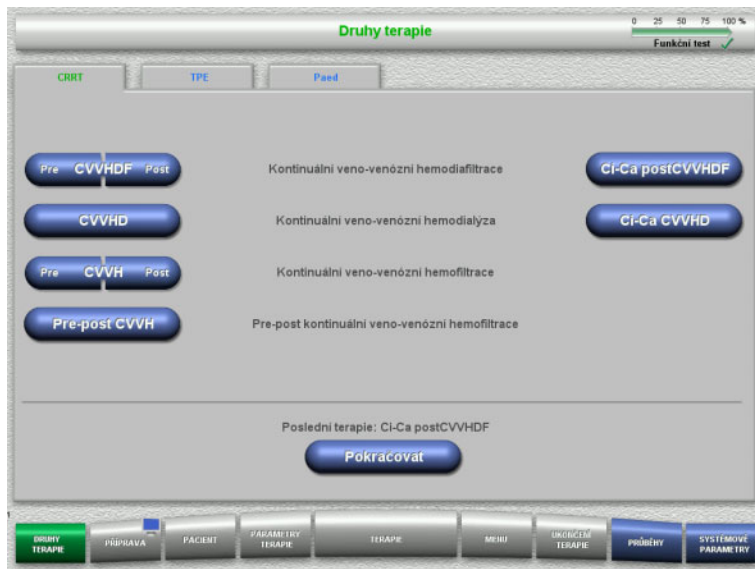 Druhy terapie
0 25 50 75 100 %
Funkční test
CRRT TPE Paed
Pre CVVHDF Post Kontinuální veno-venózní hemodiafiltrace Ci-Ca postCVVHDF
CVVHD Kontinuální veno-venózní hemodialýza Ci-Ca CVVHD
Pre CVVH Post Kontinuální veno-venózní hemofiltrace
Pre-post CVVH Pre-post kontinuální veno-venózní hemofiltrace
Poslední terapie: Ci-Ca postCVVHDF
Pokračovat
DRUHY
TERAPIE
PŘÍPRAVA
PACIENT
PARAMETRY
TERAPIE
TERAPIE
MENU
UKONČENÍ
TERAPIE
PRŮBĚHY
SYSTÉMOVÉ
PARAMETRY